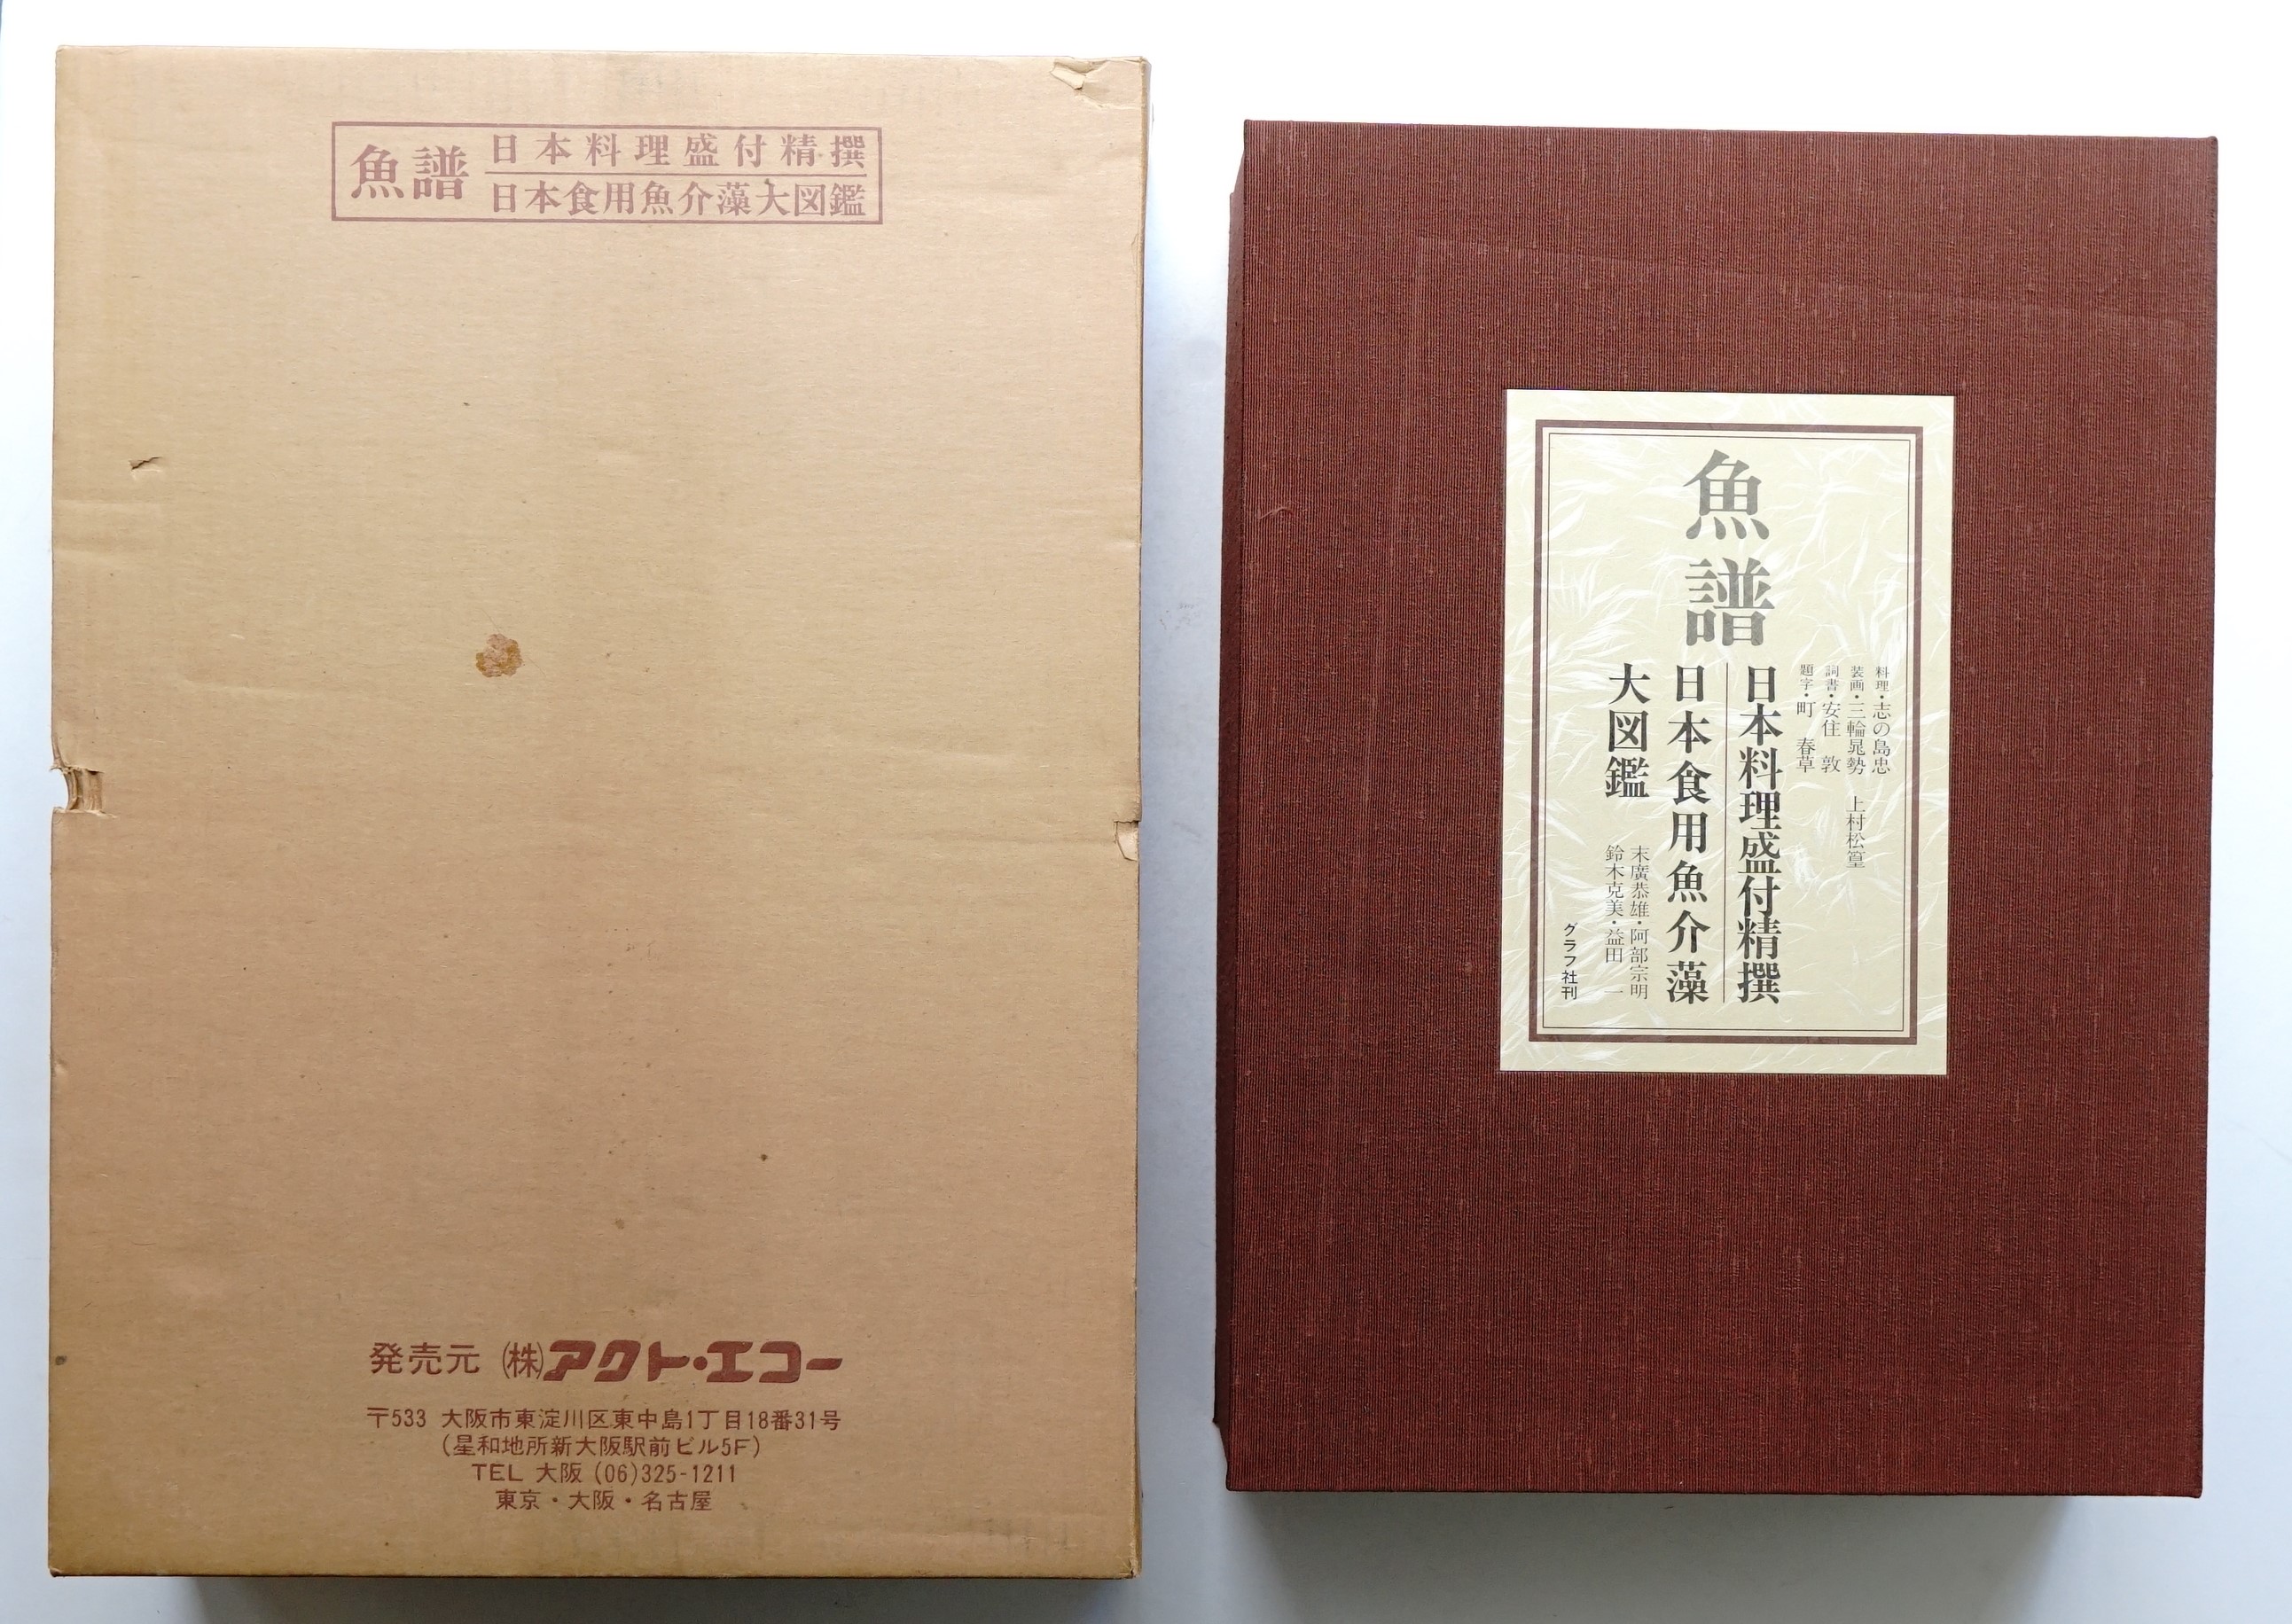 魚譜
日本料理盛付精撰
日本食用魚介藻大図鑑
発売元 (株)アクト・エコー
〒533 大阪市東淀川区東中島1丁目18番31号
(星和地所新大阪駅前ビル5F)
TEL 大阪 (06)325-1211
東京・大阪・名古屋
魚譜
料理・志の島忠
装画・三輪晁勢 上村松篁
詞書・安住 敦
題字・町 春草
日本料理盛付精撰
日本食用魚介藻
大図鑑
末廣恭雄・阿部宗明
鈴木克美・益田 一
グラフ社刊